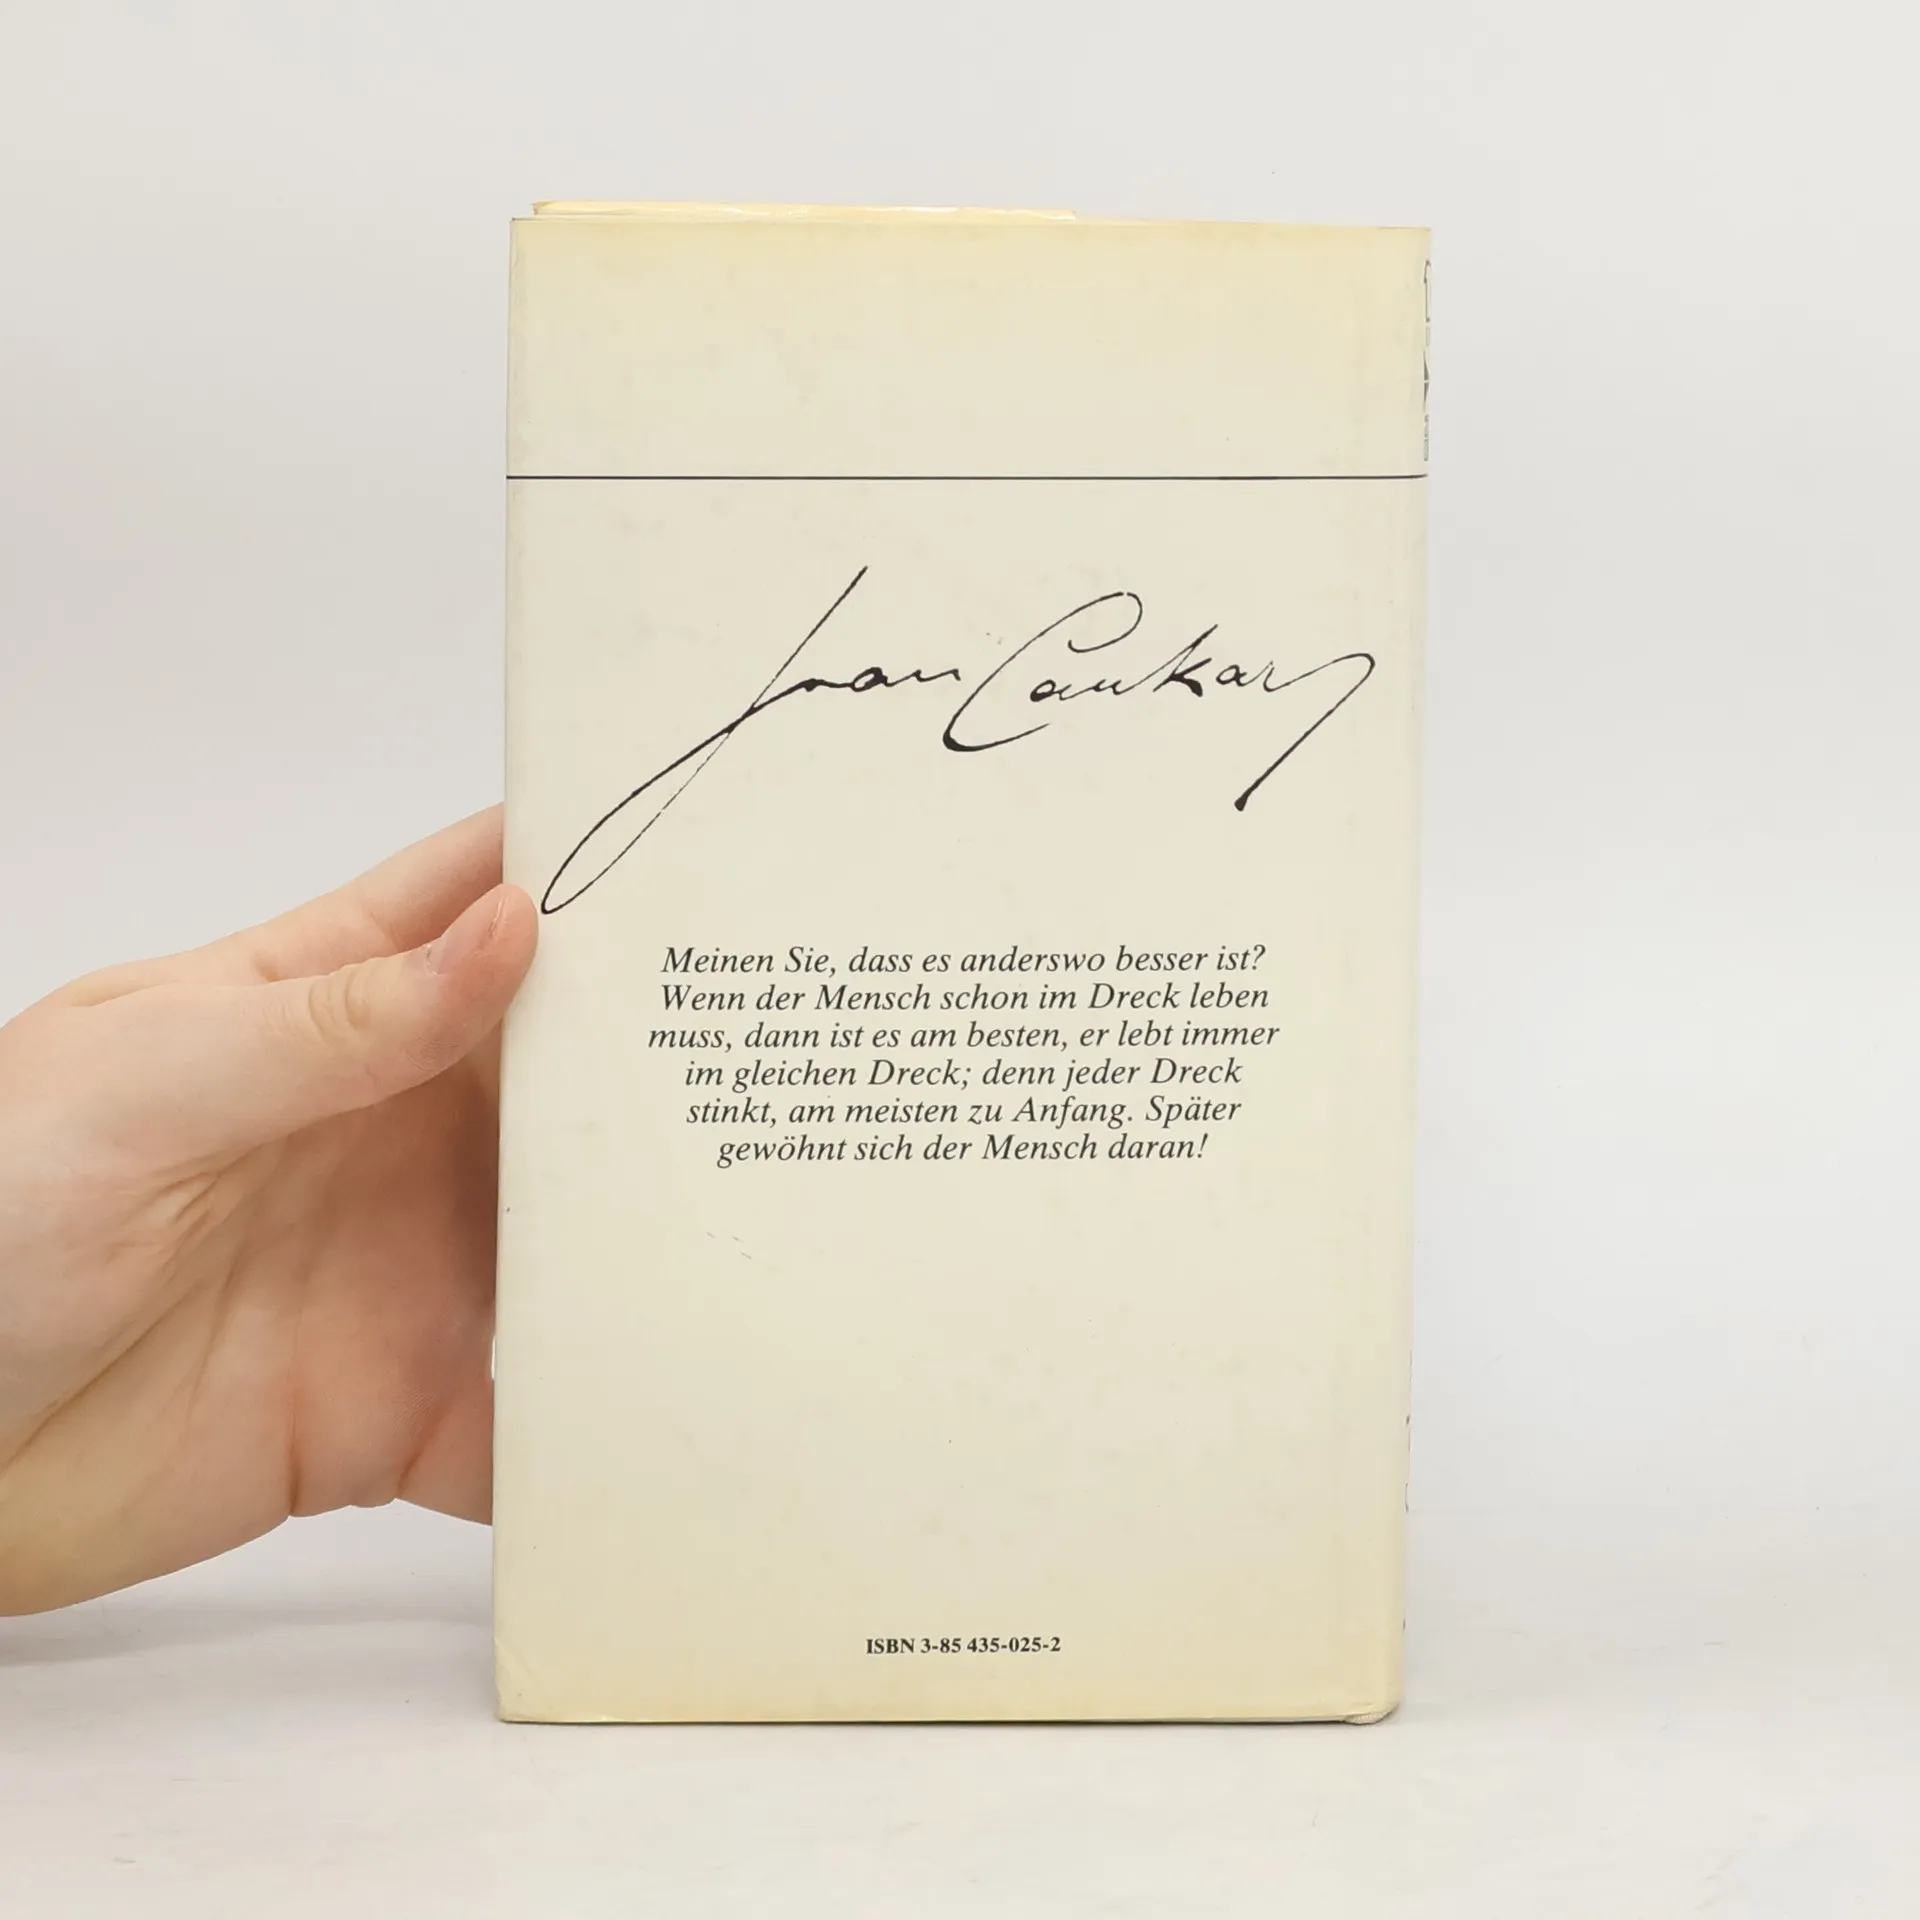 Ivan Cankar
Meinen Sie, dass es anderswo besser ist?
Wenn der Mensch schon im Dreck leben
muss, dann ist es am besten, er lebt immer
im gleichen Dreck; denn jeder Dreck
stinkt, am meisten zu Anfang. Später
gewöhnt sich der Mensch daran!
ISBN 3-85 435-025-2